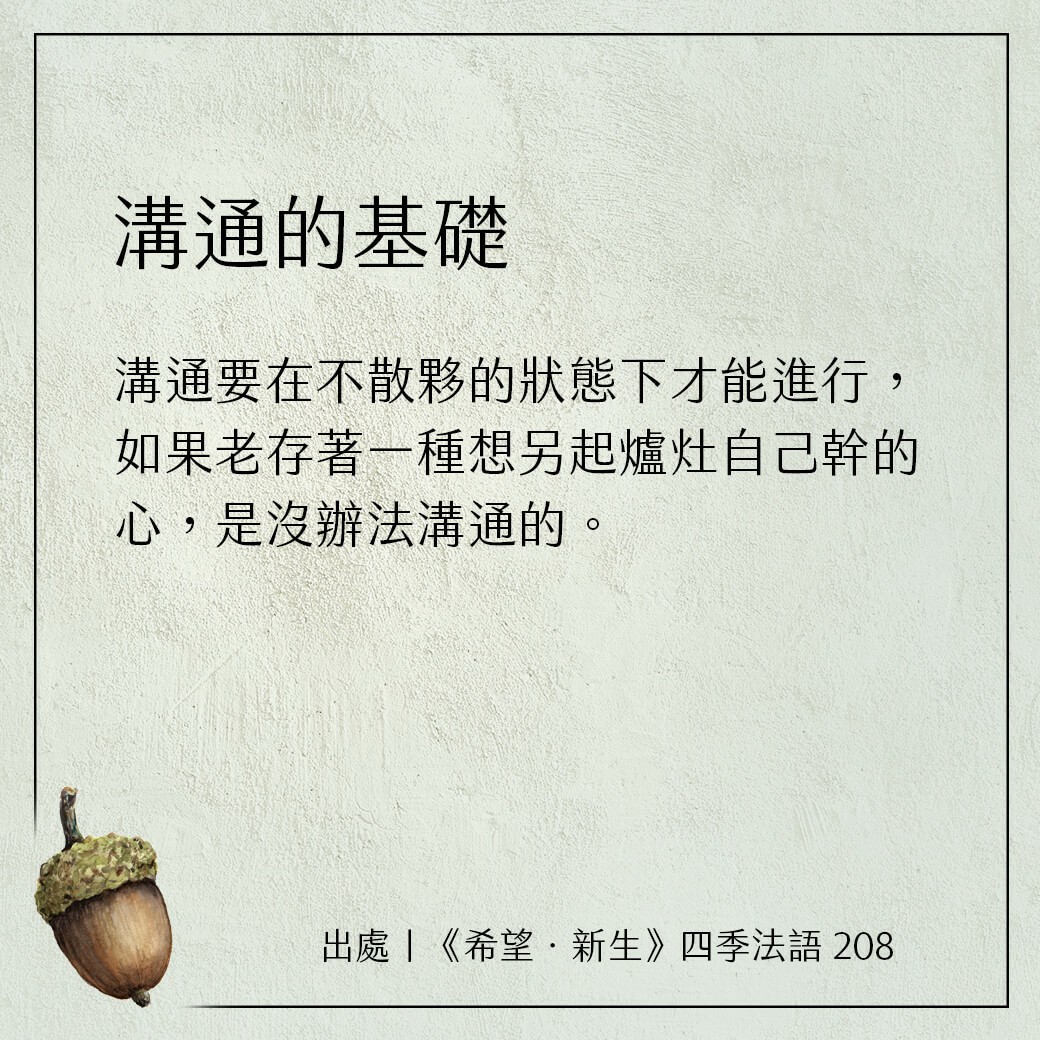 溝通的基礎
溝通要在不散夥的狀態下才能進行，
如果老存著一種想另起爐灶自己幹的
心，是沒辦法溝通的。
出處｜《希望．新生》四季法語 208